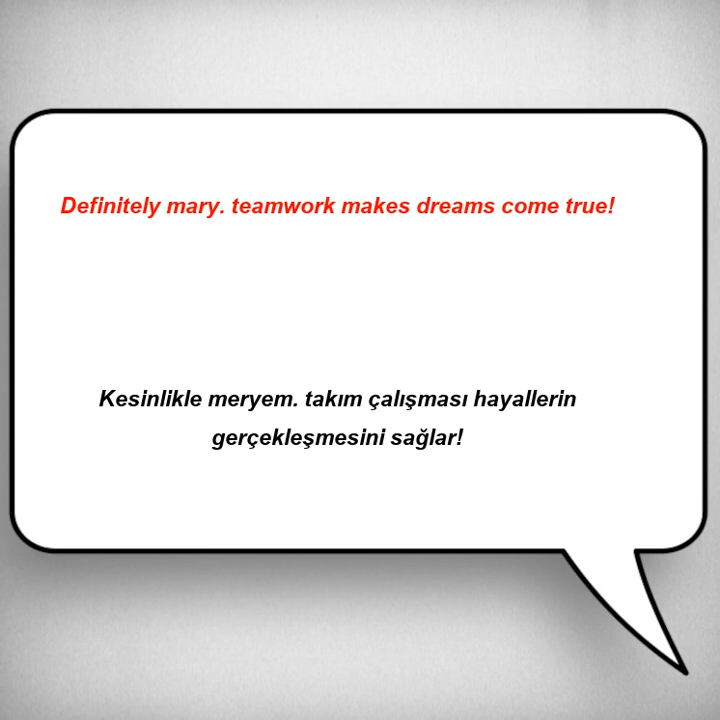 Definitely mary. teamwork makes dreams come true!
Kesinlikle meryem. takım çalışması hayallerin
gerçekleşmesini sağlar!